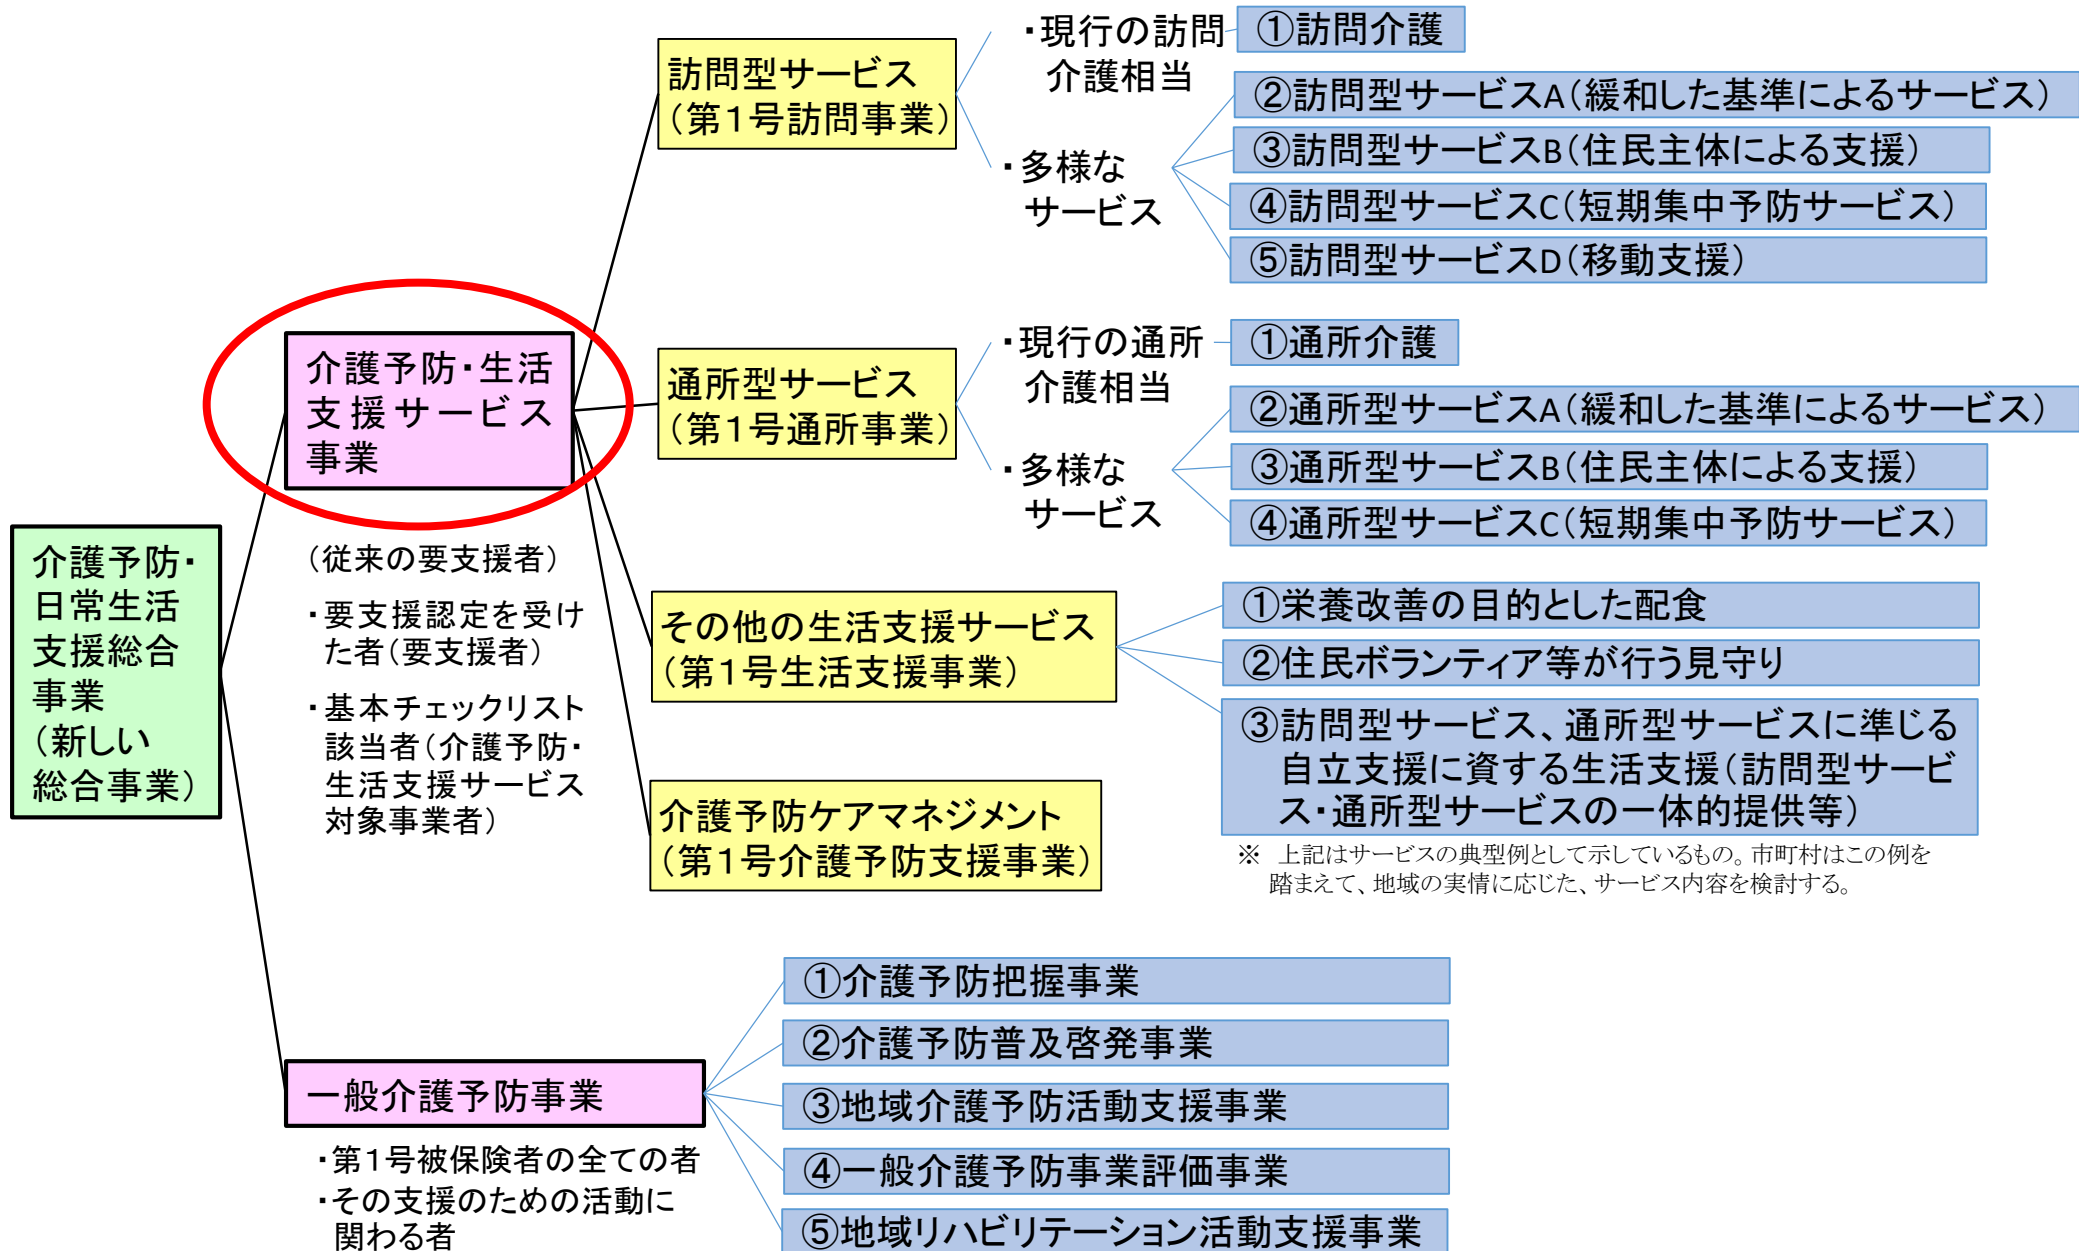 介護予防・
日常生活
支援総合
事業
（新しい
総合事業）
介護予防・生活
支援サービス
事業
（従来の要支援者）
・要支援認定を受け
た者（要支援者）
・基本チェックリスト
該当者（介護予防・
生活支援サービス
対象事業者）
訪問型サービス
（第１号訪問事業）
・現行の訪問
介護相当
①訪問介護
・多様な
サービス
②訪問型サービスA（緩和した基準によるサービス）
③訪問型サービスB（住民主体による支援）
④訪問型サービスC（短期集中予防サービス）
⑤訪問型サービスD（移動支援）
通所型サービス
（第１号通所事業）
・現行の通所
介護相当
①通所介護
・多様な
サービス
②通所型サービスA（緩和した基準によるサービス）
③通所型サービスB（住民主体による支援）
④通所型サービスC（短期集中予防サービス）
その他の生活支援サービス
（第１号生活支援事業）
①栄養改善の目的とした配食
②住民ボランティア等が行う見守り
③訪問型サービス、通所型サービスに準じる
自立支援に資する生活支援（訪問型サービ
ス・通所型サービスの一体的提供等）
介護予防ケアマネジメント
（第１号介護予防支援事業）
※　上記はサービスの典型例として示しているもの。市町村はこの例を
踏まえて、地域の実情に応じた、サービス内容を検討する。
一般介護予防事業
・第１号被保険者の全ての者
・その支援のための活動に
関わる者
①介護予防把握事業
②介護予防普及啓発事業
③地域介護予防活動支援事業
④一般介護予防事業評価事業
⑤地域リハビリテーション活動支援事業